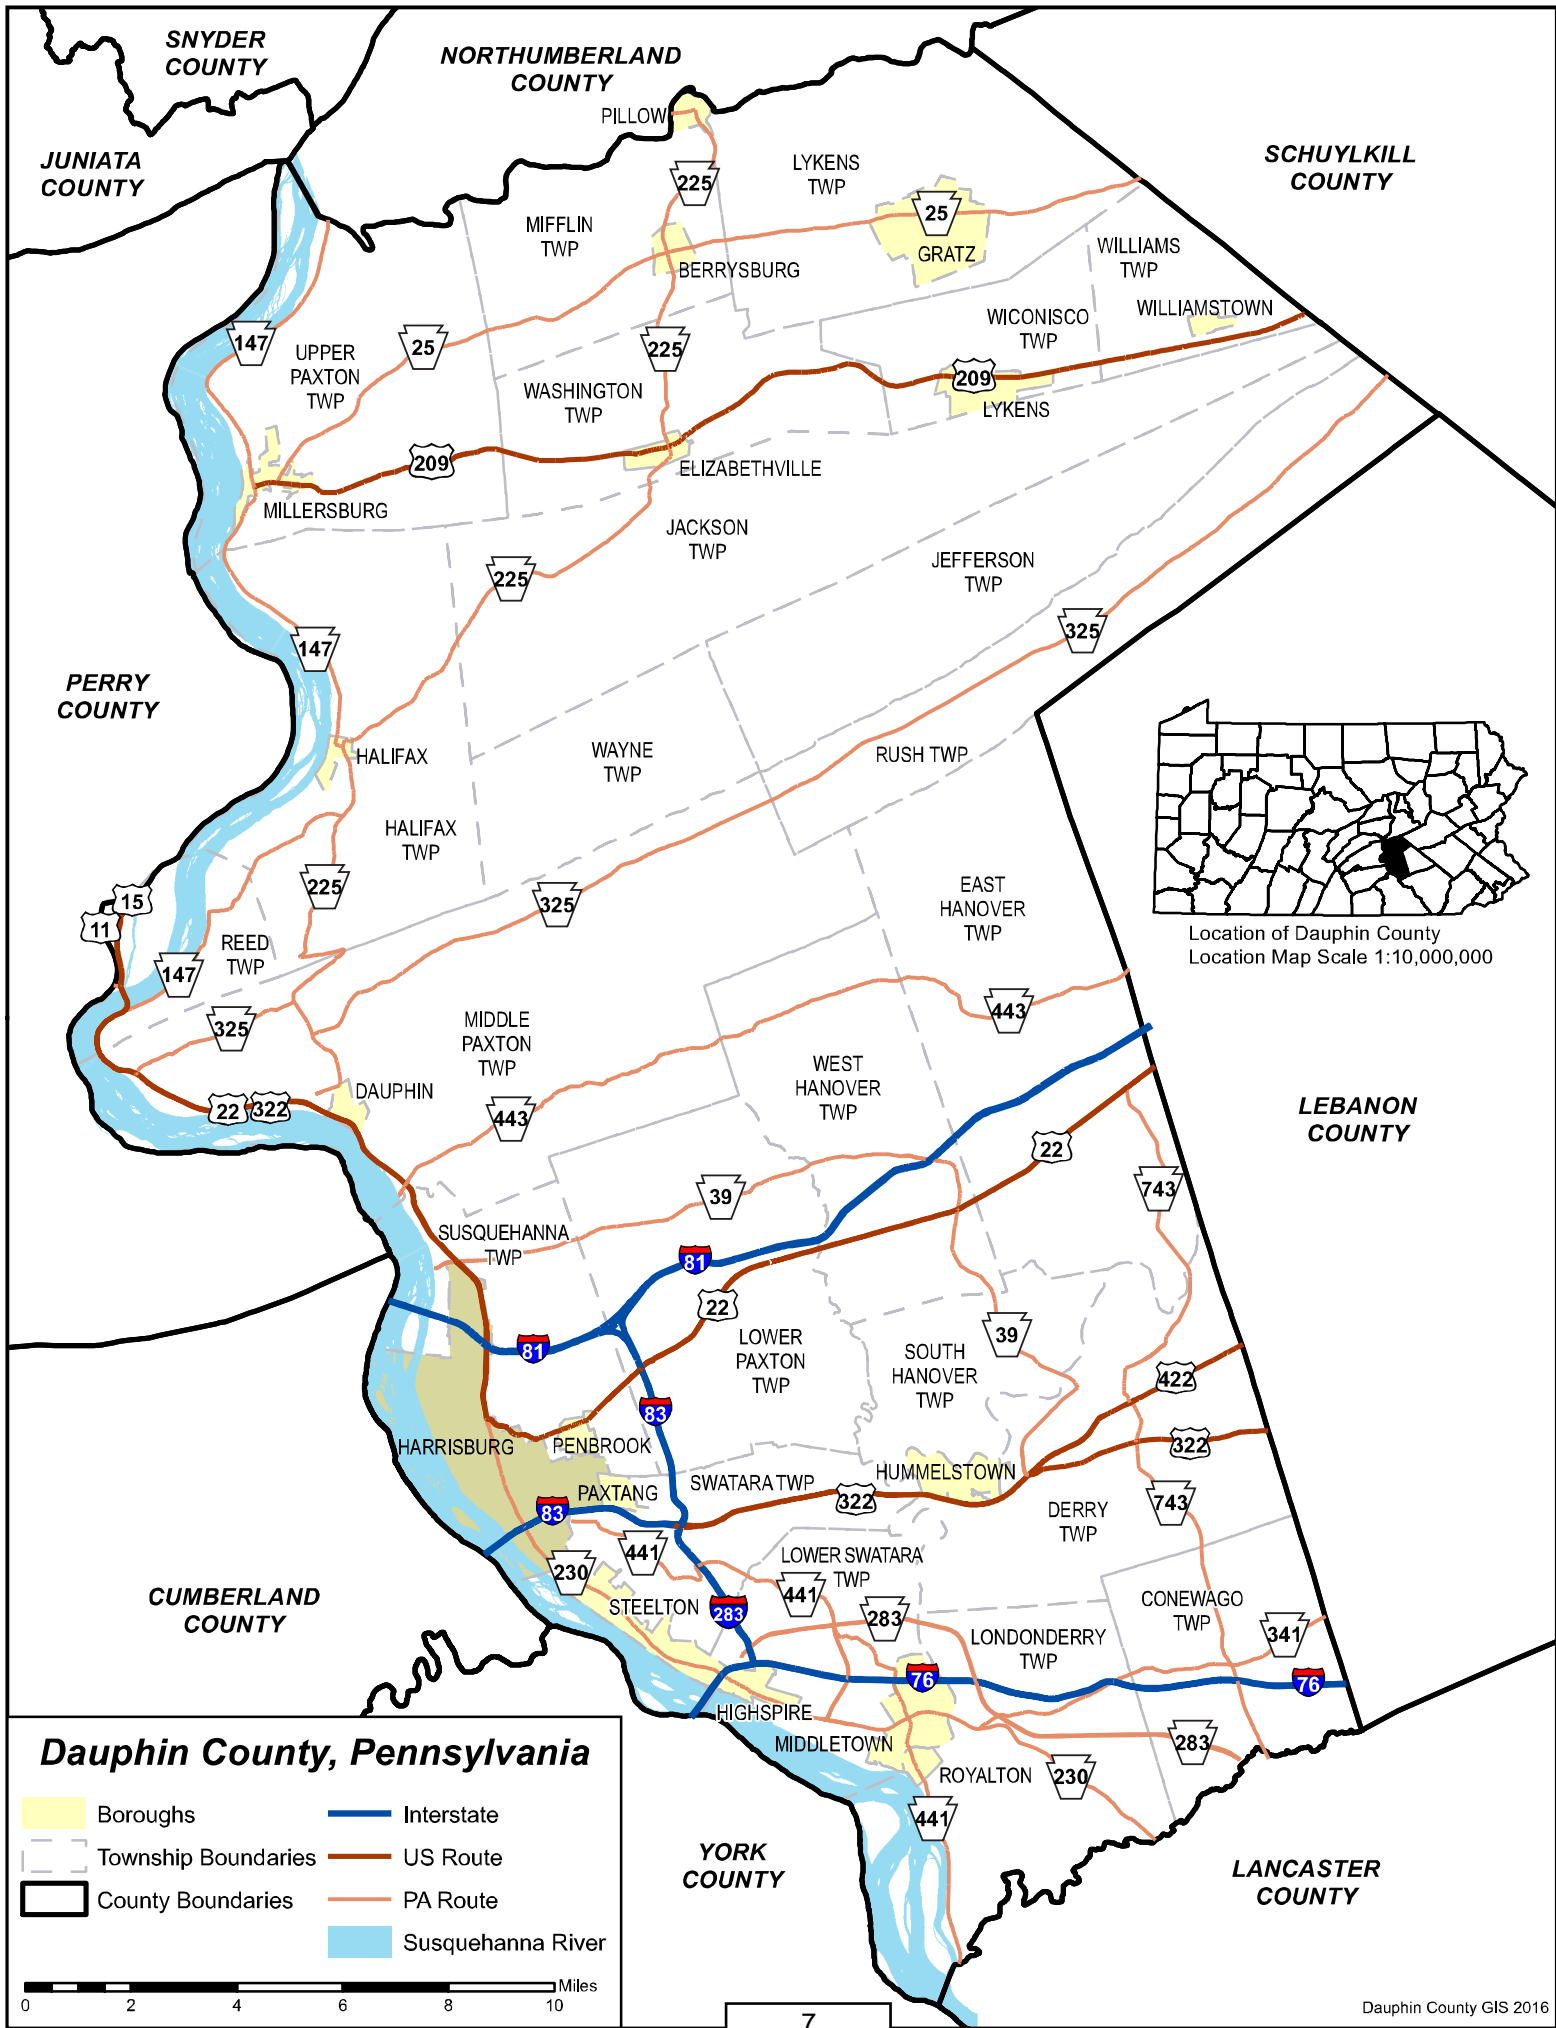 SNYDER
COUNTY
NORTHUMBERLAND
COUNTY
PILLOW
JUNIATA
COUNTY
SCHUYLKILL
COUNTY
LYKENS
TWP
225
25
MIFFLIN
TWP
GRATZ
WILLIAMS
TWP
BERRYSBURG
WILLIAMSTOWN
WICONISCO
TWP
147
25
225
UPPER
PAXTON
TWP
WASHINGTON
TWP
209
LYKENS
209
ELIZABETHVILLE
MILLERSBURG
JACKSON
TWP
JEFFERSON
TWP
225
325
147
PERRY
COUNTY
HALIFAX
WAYNE
TWP
RUSH TWP
HALIFAX
TWP
225
325
15
11
EAST
HANOVER
TWP
REED
TWP
147
Location of Dauphin County
Location Map Scale 1:10,000,000
325
443
MIDDLE
PAXTON
TWP
WEST
HANOVER
TWP
DAUPHIN
22
322
443
LEBANON
COUNTY
22
39
743
SUSQUEHANNA
TWP
81
22
81
LOWER
PAXTON
TWP
39
SOUTH
HANOVER
TWP
422
83
HARRISBURG
PENBROOK
322
SWATARA TWP
HUMMELSTOWN
PAXTANG
322
743
83
DERRY
TWP
441
230
LOWER SWATARA
TWP
441
STEELTON
283
283
CUMBERLAND
COUNTY
CONEWAGO
TWP
341
LONDONDERRY
TWP
76
76
HIGHSPIRE
MIDDLETOWN
283
ROYALTON
230
441
YORK
COUNTY
LANCASTER
COUNTY
Dauphin County, Pennsylvania
Boroughs
Interstate
Township Boundaries
US Route
County Boundaries
PA Route
Susquehanna River
Miles
0 2 4 6 8 10
7
Dauphin County GIS 2016